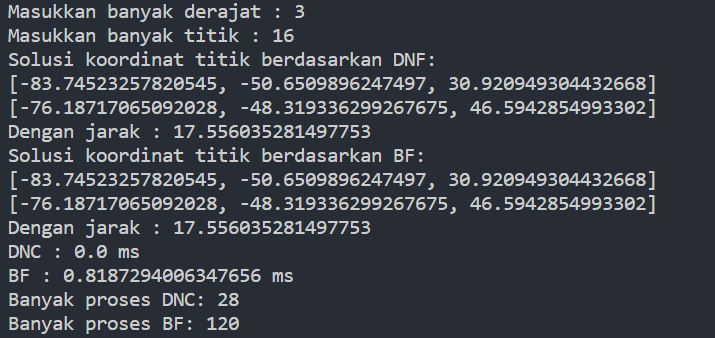 Masukkan banyak derajat : 3
Masukkan banyak titik : 16
Solusi koordinat titik berdasarkan DNF:
[-83.74523257820545, -50.6509896247497, 30.920949304432668]
[-76.18717065092028, -48.319336299267675, 46.5942854993302]
Dengan jarak : 17.556035281497753
Solusi koordinat titik berdasarkan BF:
[-83.74523257820545, -50.6509896247497, 30.920949304432668]
[-76.18717065092028, -48.319336299267675, 46.5942854993302]
Dengan jarak : 17.556035281497753
DNC : 0.0 ms
BF : 0.8187294006347656 ms
Banyak proses DNC: 28
Banyak proses BF: 120